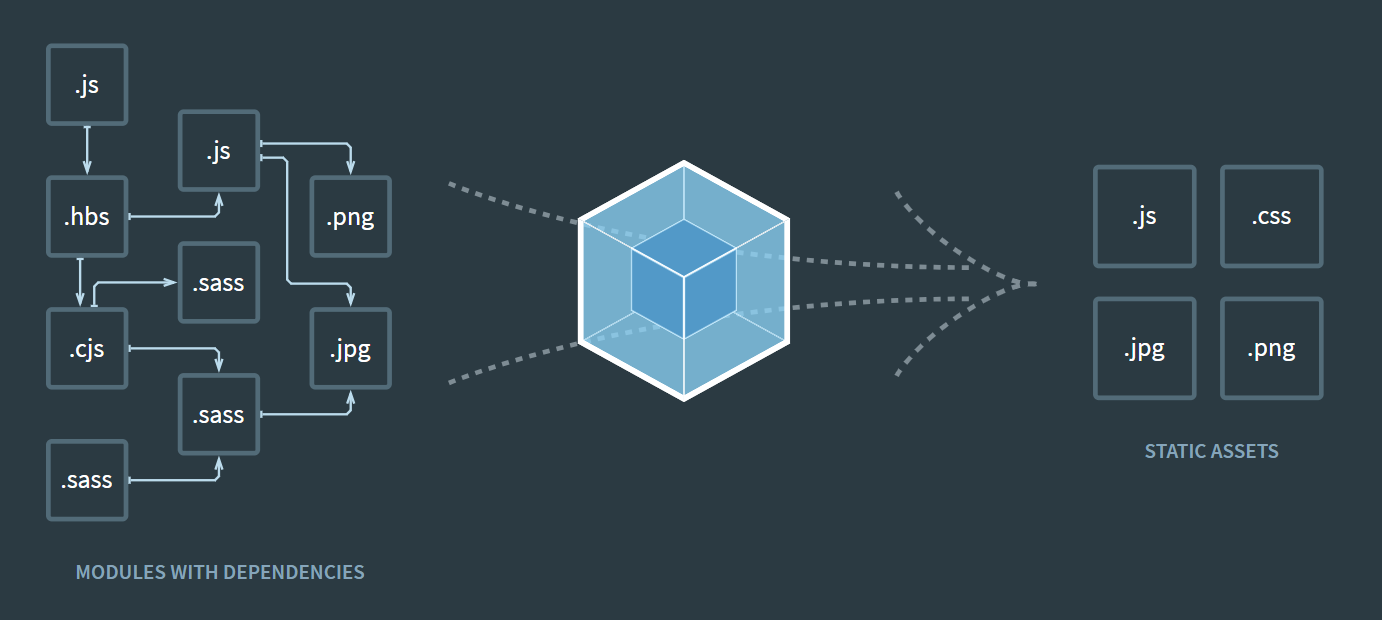 .js
.js
.hbs
.png
.sass
.cjs
.jpg
.sass
.sass
MODULES WITH DEPENDENCIES
.js
.css
.jpg
.png
STATIC ASSETS